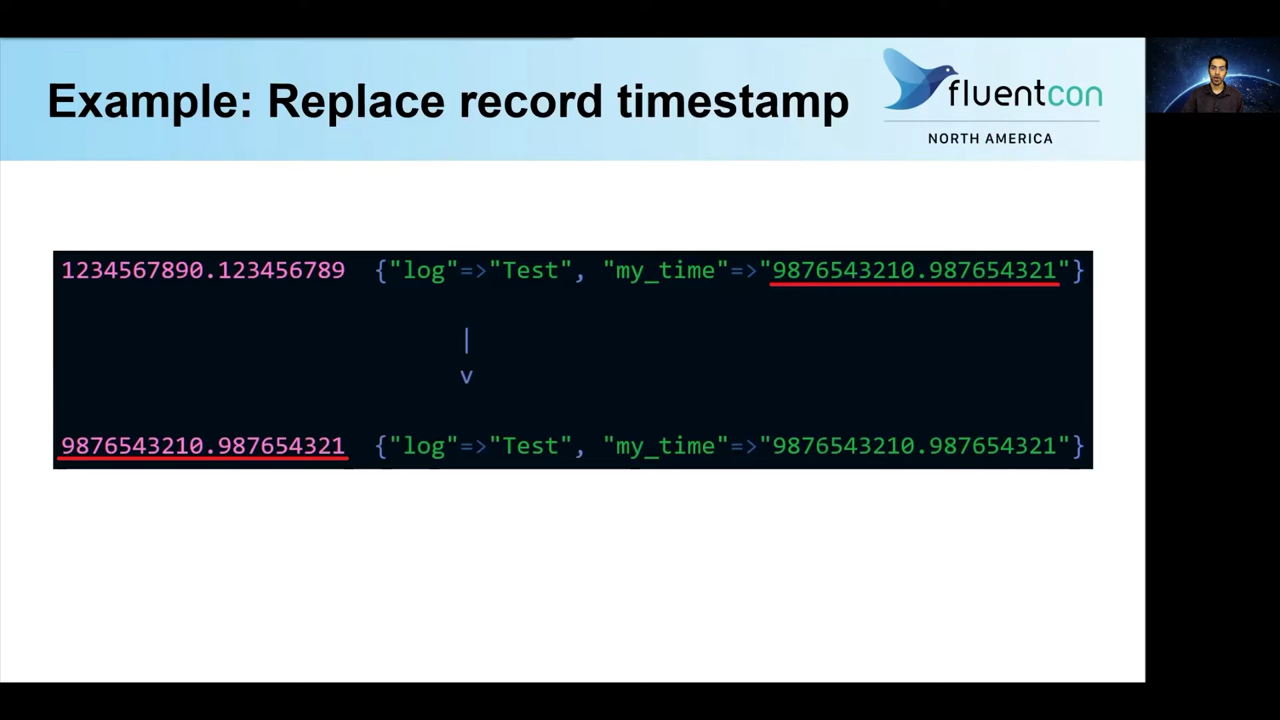 Example: Replace record timestamp
fluentcon
NORTH AMERICA
1234567890.123456789 {"log"=>"Test", "my_time"=>"9876543210.987654321"}
|
v
9876543210.987654321 {"log"=>"Test", "my_time"=>"9876543210.987654321"}